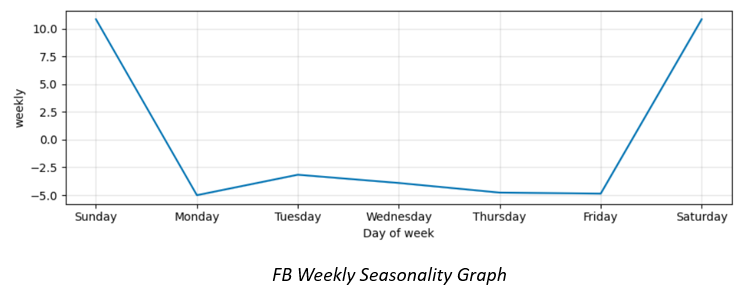 10.0
7.5
5.0
2.5
0.0
−2.5
−5.0
weekly
Sunday Monday Tuesday Wednesday Thursday Friday Saturday
Day of week
FB Weekly Seasonality Graph